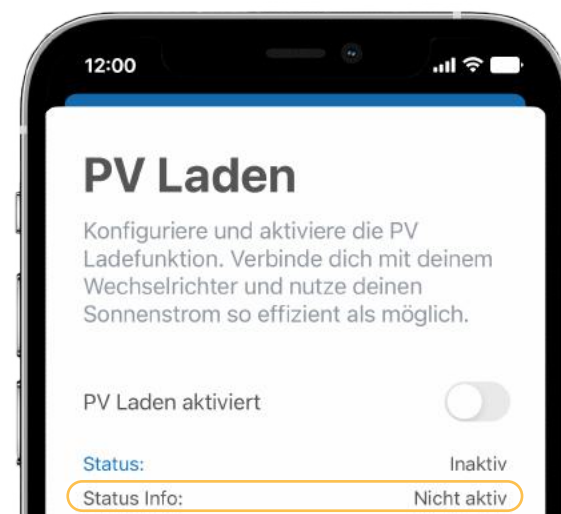 12:00
PV Laden
Konfiguriere und aktiviere die PV
Ladefunktion. Verbinde dich mit deinem
Wechselrichter und nutze deinen
Sonnenstrom so effizient als möglich.
PV Laden aktiviert
Status: Inaktiv
Status Info: Nicht aktiv